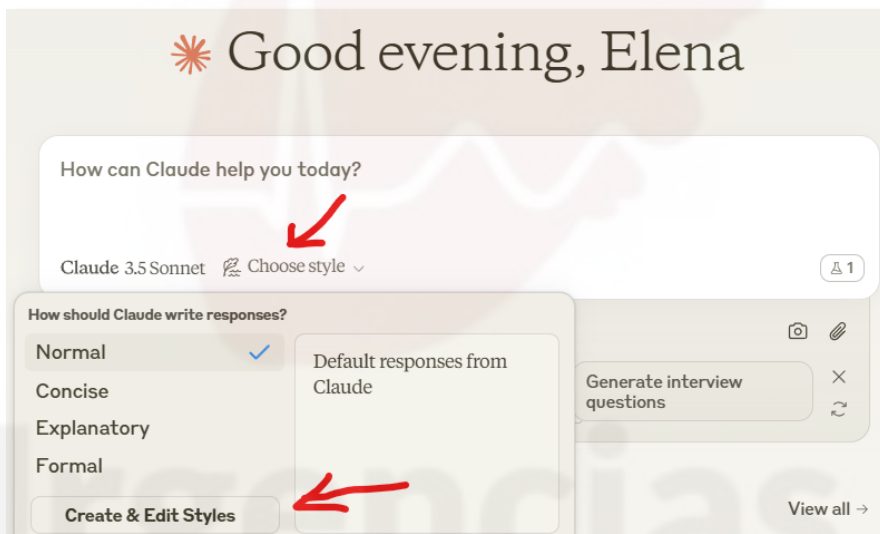 Good evening, Elena
How can Claude help you today?
Claude 3.5 Sonnet Choose style
1
How should Claude write responses?
Normal
Default responses from
Claude
Concise
Explanatory
Formal
Create & Edit Styles
Generate interview
questions
View all →